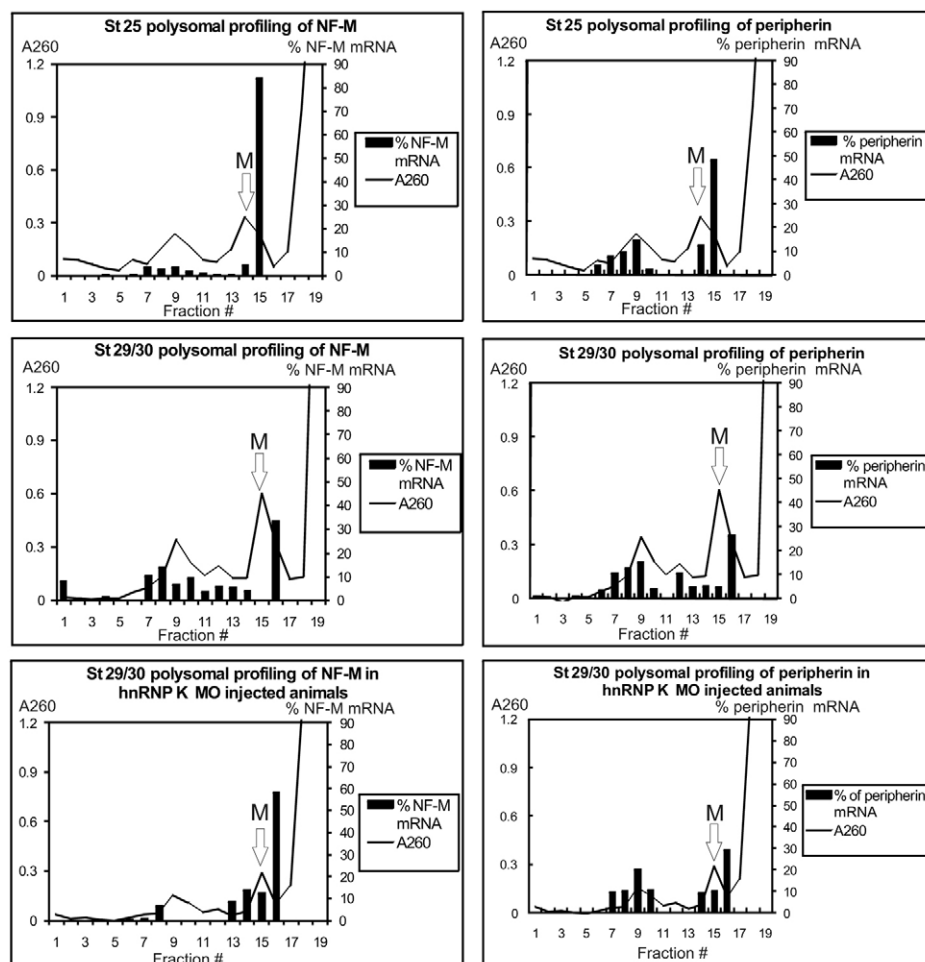 St 25 polysomal profiling of NF-M
A260
% NF-M mRNA
1.2
0.9
0.6
0.3
0
90
80
70
60
50
40
30
20
10
0
M
% NF-M
mRNA
A260
1 3 5 7 9 11 13 15 17 19
Fraction #
St 25 polysomal profiling of peripherin
A260
% peripherin mRNA
1.2
0.9
0.6
0.3
0
90
80
70
60
50
40
30
20
10
0
M
% peripherin
mRNA
A260
1 3 5 7 9 11 13 15 17 19
Fraction #
St 29/30 polysomal profiling of NF-M
A260
% NF-M mRNA
1.2
0.9
0.6
0.3
0
90
80
70
60
50
40
30
20
10
0
M
% NF-M
mRNA
A260
1 3 5 7 9 11 13 15 17 19
Fraction #
St 29/30 polysomal profiling of peripherin
A260
% peripherin mRNA
1.2
0.9
0.6
0.3
0
90
80
70
60
50
40
30
20
10
0
M
% peripherin
mRNA
A260
1 3 5 7 9 11 13 15 17 19
Fraction #
St 29/30 polysomal profiling of NF-M in
hnRNP K MO injected animals
A260
% NF-M mRNA
1.2
0.9
0.6
0.3
0
90
80
70
60
50
40
30
20
10
0
M
% NF-M
mRNA
A260
1 3 5 7 9 11 13 15 17 19
Fraction #
St 29/30 polysomal profiling of peripherin in
hnRNP K MO injected animals
A260
% peripherin mRNA
1.2
0.9
0.6
0.3
0
90
80
70
60
50
40
30
20
10
0
M
% of peripherin
mRNA
A260
1 3 5 7 9 11 13 15 17 19
Fraction #